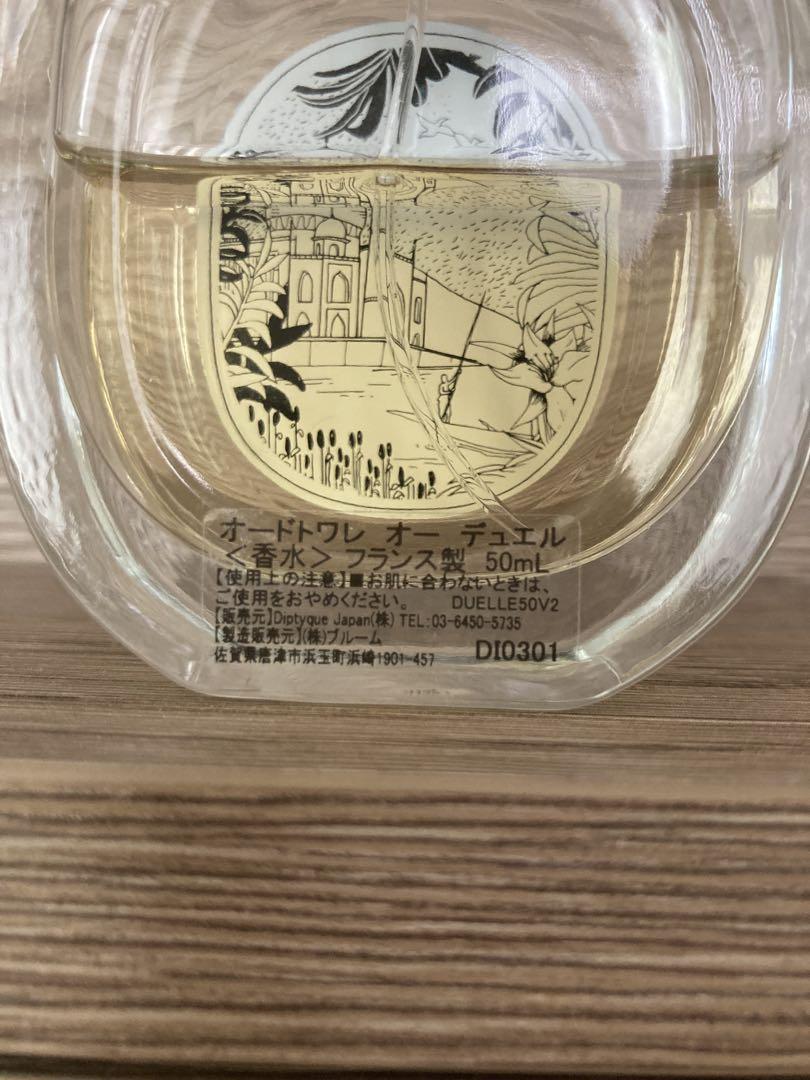 オードトワレ オー デュエル
<香水> フランス製 50mL
【使用上の注意】■お肌に合わないときは、
ご使用をおやめください。 DUELLE50V2
【販売元】Diptyque Japan(株) TEL:03-6450-5735
【製造販売元】(株)ブルーム
佐賀県唐津市浜玉町浜崎1901-457 DI0301